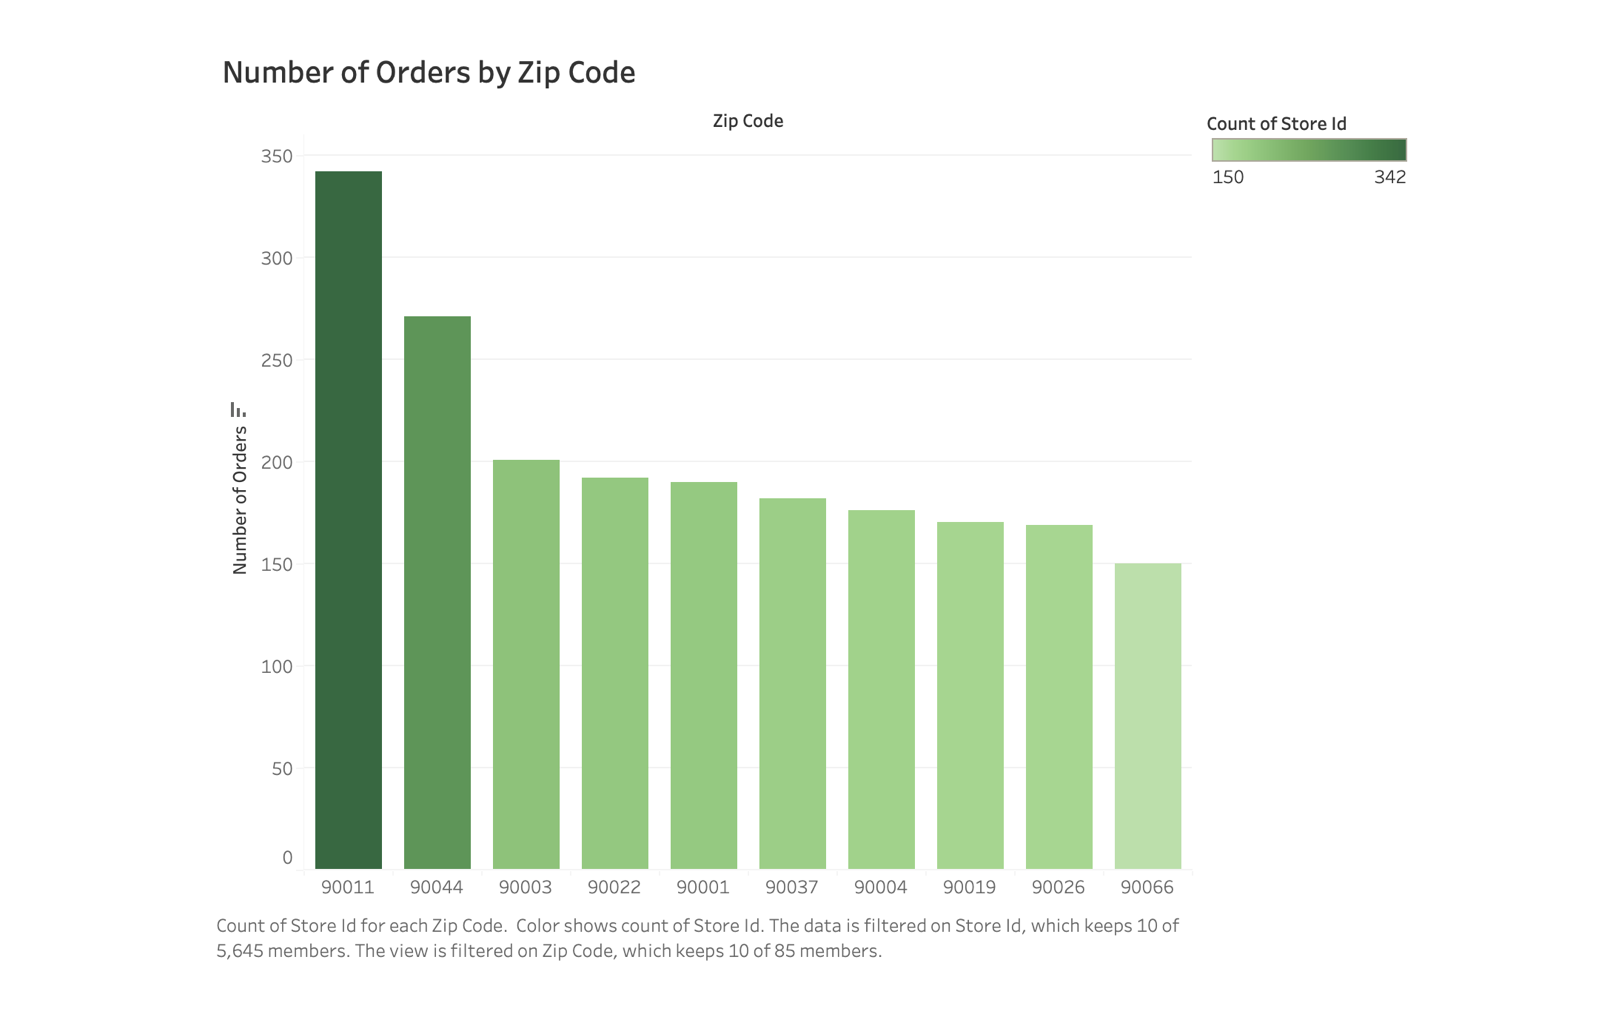 Number of Orders by Zip Code
Zip Code
Count of Store Id
150 342
350
300
250
200
150
100
50
0
Number of Orders
90011 90044 90003 90022 90001 90037 90004 90019 90026 90066
Count of Store Id for each Zip Code.  Color shows count of Store Id. The data is filtered on Store Id, which keeps 10 of
5,645 members. The view is filtered on Zip Code, which keeps 10 of 85 members.